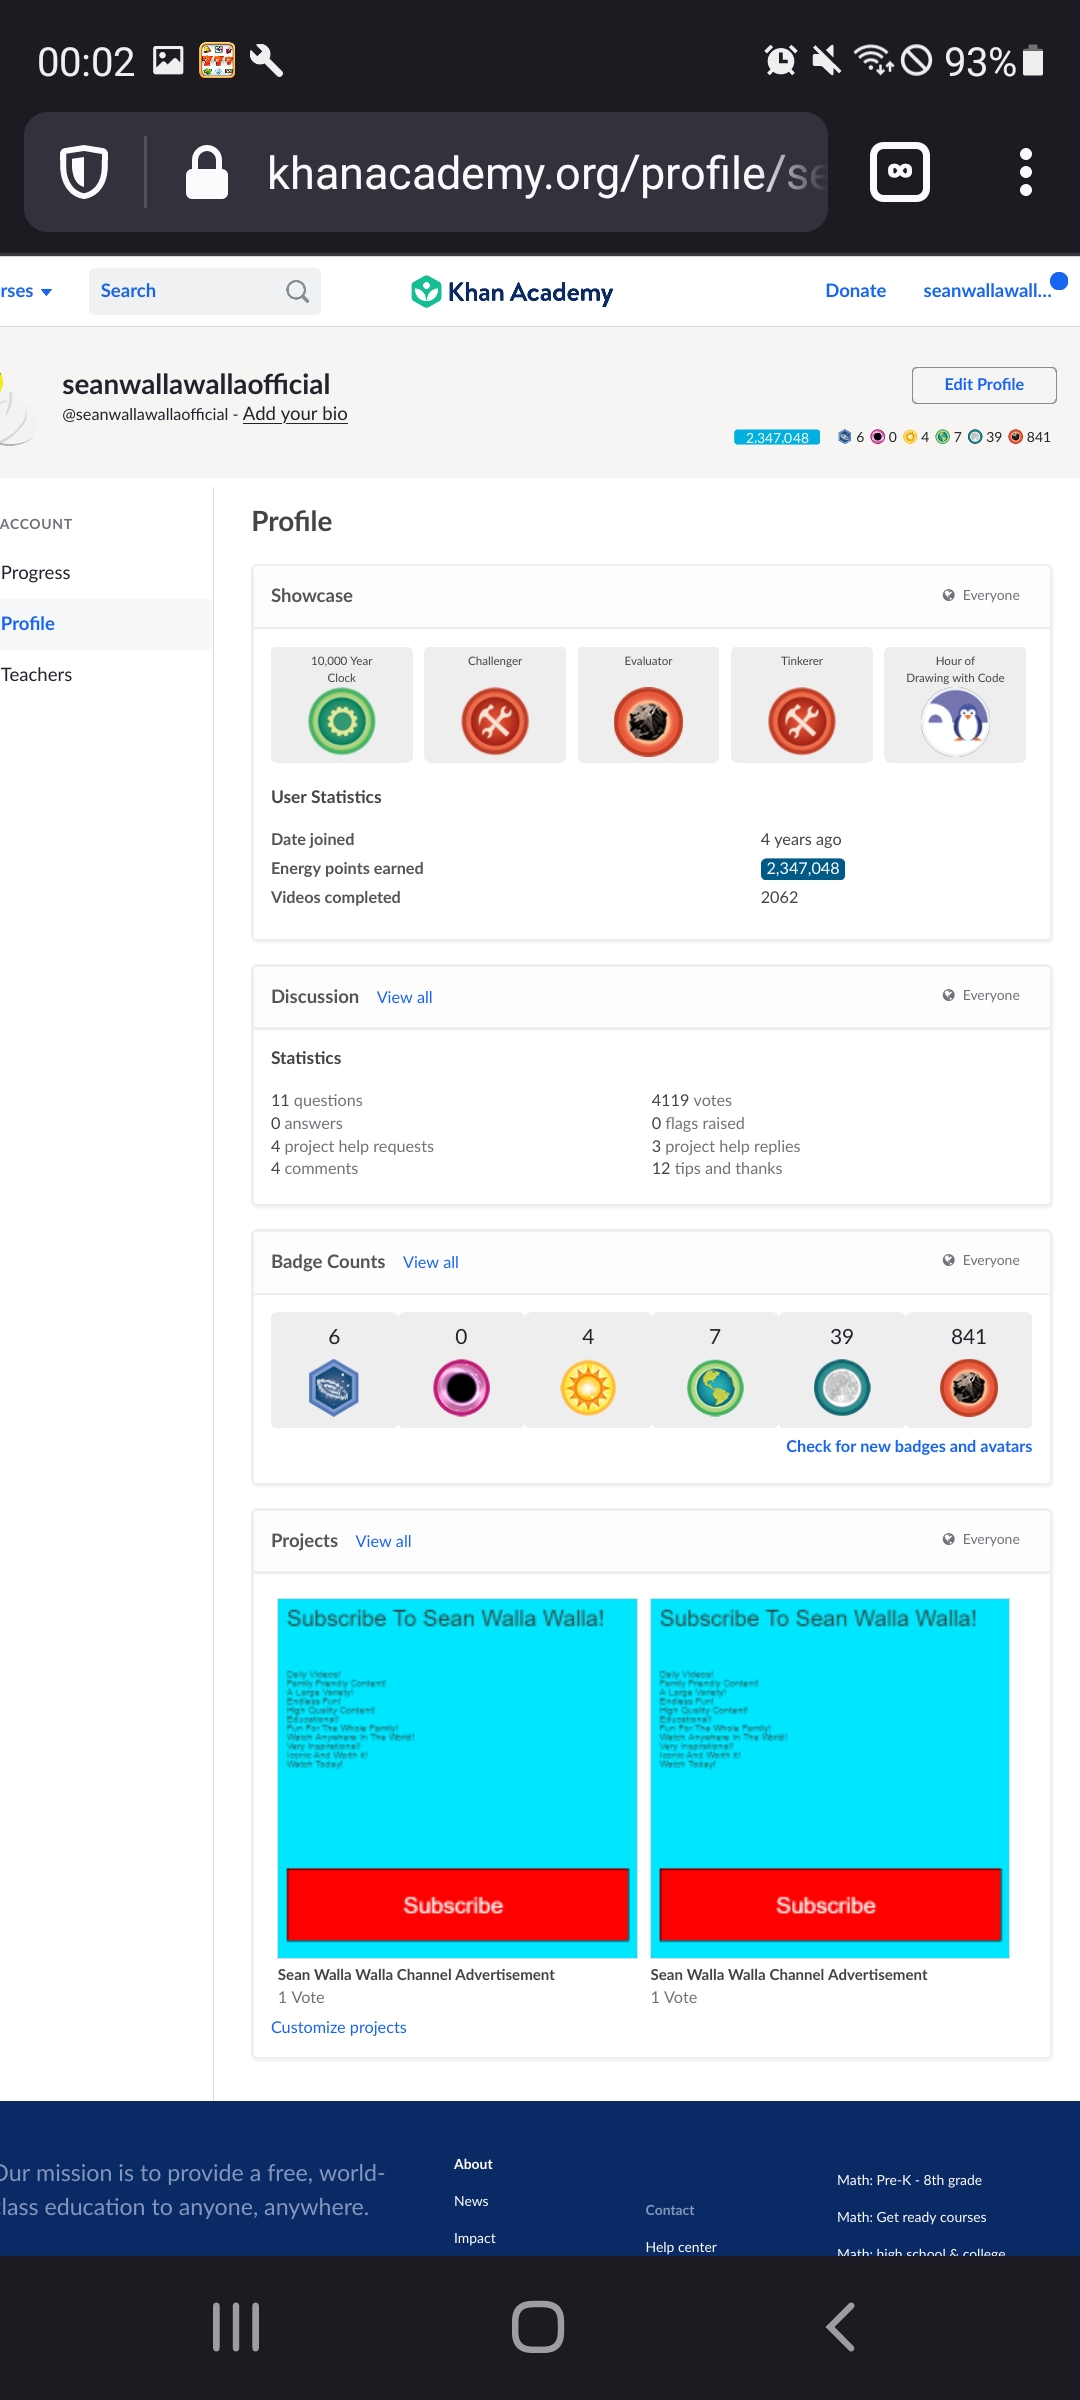 00:02
93%
khanacademy.org/profile/se
rses
Search
Khan Academy
Donate
seanwallawall...
seanwallawallaofficial
@seanwallawallaofficial - Add your bio
Edit Profile
2,347,048
6 0 4 7 39 841
ACCOUNT
Progress
Profile
Teachers
Profile
Showcase
Everyone
10,000 Year
Clock
Challenger
Evaluator
Tinkerer
Hour of
Drawing with Code
User Statistics
Date joined
4 years ago
Energy points earned
2,347,048
Videos completed
2062
Discussion
View all
Everyone
Statistics
11 questions
4119 votes
0 answers
0 flags raised
4 project help requests
3 project help replies
4 comments
12 tips and thanks
Badge Counts
View all
Everyone
6 0 4 7 39 841
Check for new badges and avatars
Projects
View all
Everyone
Subscribe To Sean Walla Walla!
Daily Videos!
Family Friendly Content!
A Large Variety!
Endless Fun!
High Quality Content!
Educational!
Fun For The Whole Family!
Watch Anywhere In The World!
Very Inspirational!
Iconic And Worth It!
Watch Today!
Subscribe
Sean Walla Walla Channel Advertisement
1 Vote
Subscribe To Sean Walla Walla!
Daily Videos!
Family Friendly Content!
A Large Variety!
Endless Fun!
High Quality Content!
Educational!
Fun For The Whole Family!
Watch Anywhere In The World!
Very Inspirational!
Iconic And Worth It!
Watch Today!
Subscribe
Sean Walla Walla Channel Advertisement
1 Vote
Customize projects
Our mission is to provide a free, world-
class education to anyone, anywhere.
About
News
Impact
Contact
Help center
Math: Pre-K - 8th grade
Math: Get ready courses
Math: high school & college